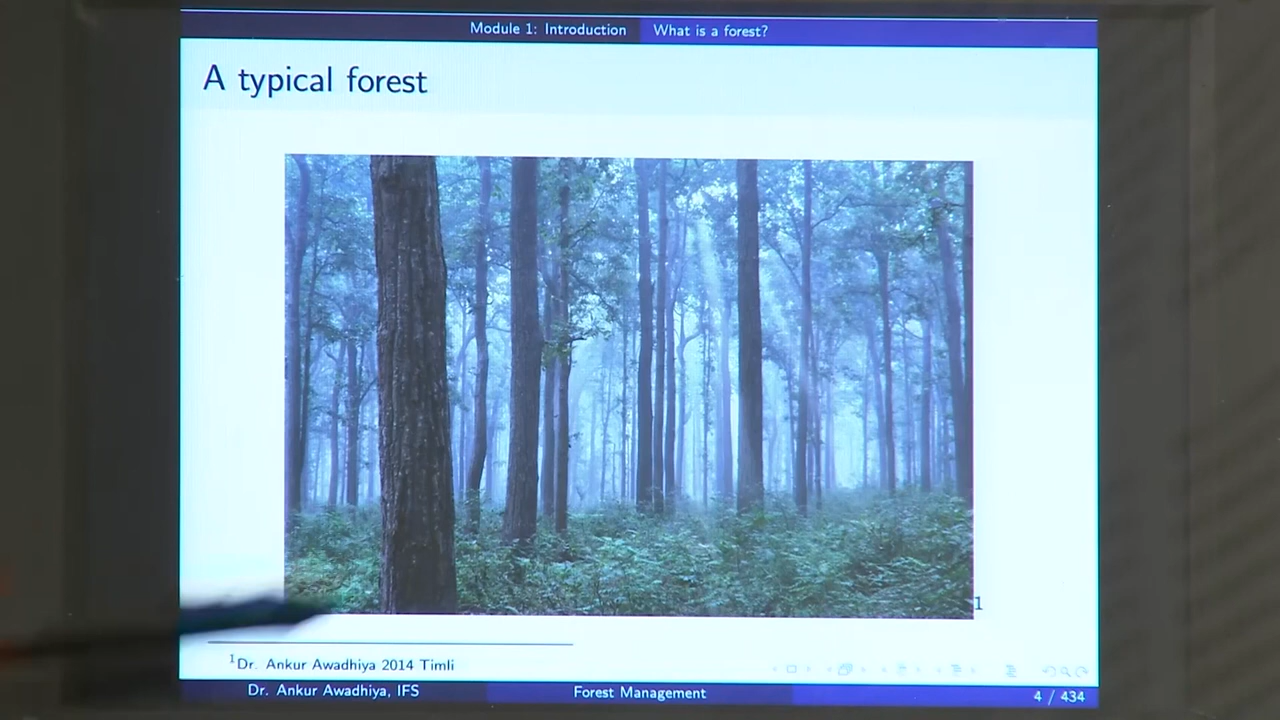 Module 1: Introduction What is a forest?
A typical forest
1
1Dr. Ankur Awadhiya 2014 Timli
Dr. Ankur Awadhiya, IFS Forest Management 4 / 434